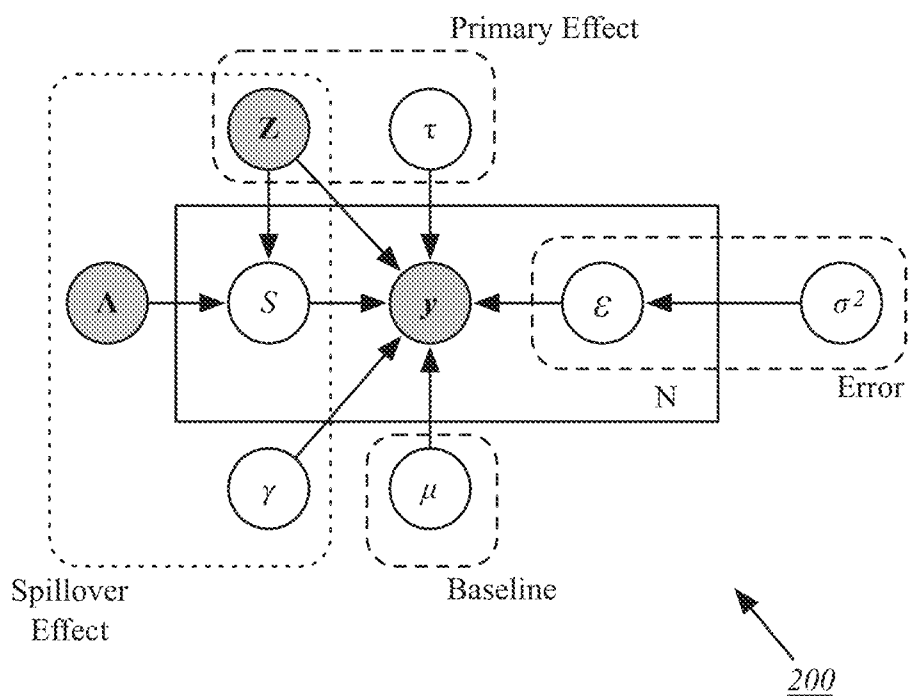 Primary Effect
Z
τ
Λ
S
y
ε
σ²
N
Error
γ
μ
Spillover
Effect
Baseline
200